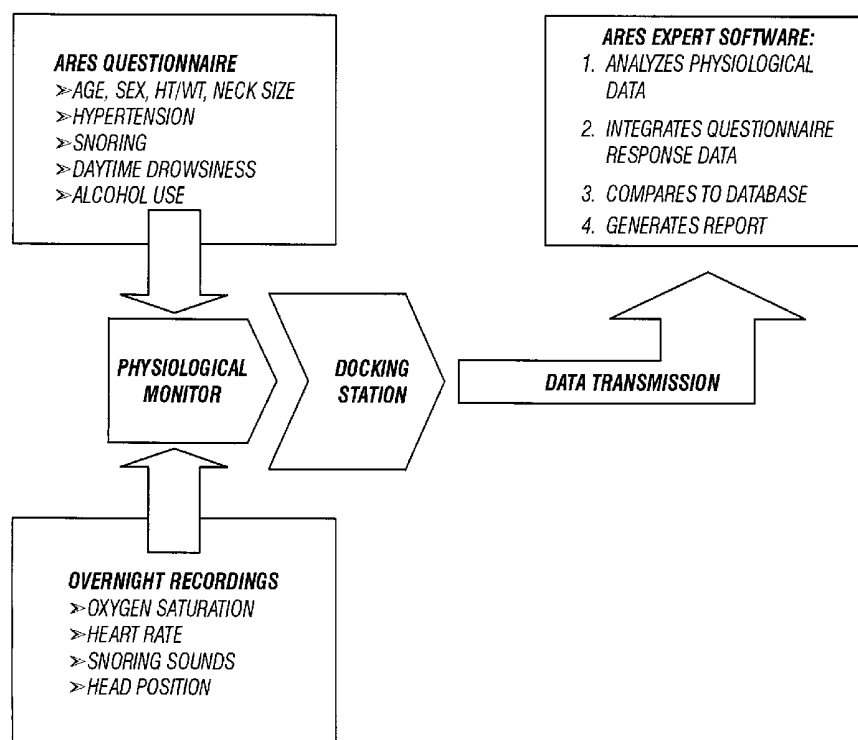 ARES QUESTIONNAIRE
➢AGE, SEX, HT/WT, NECK SIZE
➢HYPERTENSION
➢SNORING
➢DAYTIME DROWSINESS
➢ALCOHOL USE
ARES EXPERT SOFTWARE:
1. ANALYZES PHYSIOLOGICAL
DATA
2. INTEGRATES QUESTIONNAIRE
RESPONSE DATA
3. COMPARES TO DATABASE
4. GENERATES REPORT
PHYSIOLOGICAL
MONITOR
DOCKING
STATION
DATA TRANSMISSION
OVERNIGHT RECORDINGS
➢OXYGEN SATURATION
➢HEART RATE
➢SNORING SOUNDS
➢HEAD POSITION